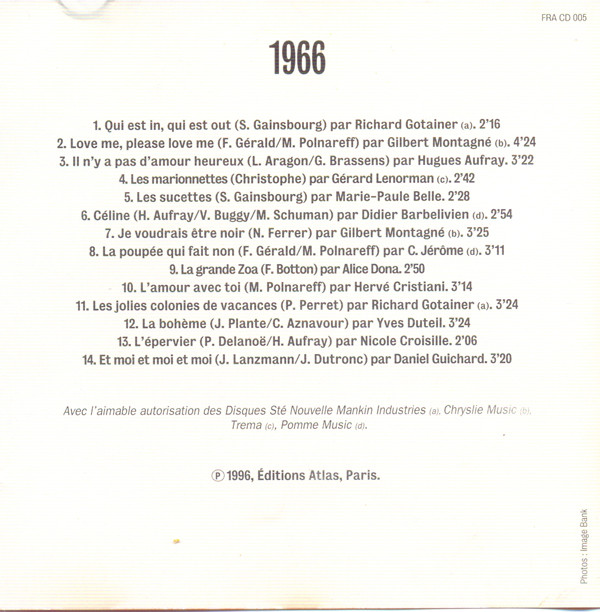 FRA CD 005
1966
1. Qui est in, qui est out (S. Gainsbourg) par Richard Gotainer (a). 2'16
2. Love me, please love me (F. Gérald/M. Polnareff) par Gilbert Montagné (b). 4'24
3. Il n'y a pas d'amour heureux (L. Aragon/G. Brassens) par Hugues Aufray. 3'22
4. Les marionnettes (Christophe) par Gérard Lenorman (c). 2'42
5. Les sucettes (S. Gainsbourg) par Marie-Paule Belle. 2'28
6. Céline (H. Aufray/V. Buggy/M. Schuman) par Didier Barbelivien (d). 2'54
7. Je voudrais être noir (N. Ferrer) par Gilbert Montagné (b). 3'25
8. La poupée qui fait non (F. Gérald/M. Polnareff) par C. Jérôme (d). 3'11
9. La grande Zoa (F. Botton) par Alice Dona. 2'50
10. L'amour avec toi (M. Polnareff) par Hervé Cristiani. 3'14
11. Les jolies colonies de vacances (P. Perret) par Richard Gotainer (a). 3'24
12. La bohème (J. Plante/C. Aznavour) par Yves Duteil. 3'24
13. L'épervier (P. Delanoë/H. Aufray) par Nicole Croisille. 2'06
14. Et moi et moi et moi (J. Lanzmann/J. Dutronc) par Daniel Guichard. 3'20
Avec l'aimable autorisation des Disques Sté Nouvelle Mankin Industries (a), Chryslie Music (b),
Trema (c), Pomme Music (d).
℗ 1996, Éditions Atlas, Paris.
Photos : Image Bank